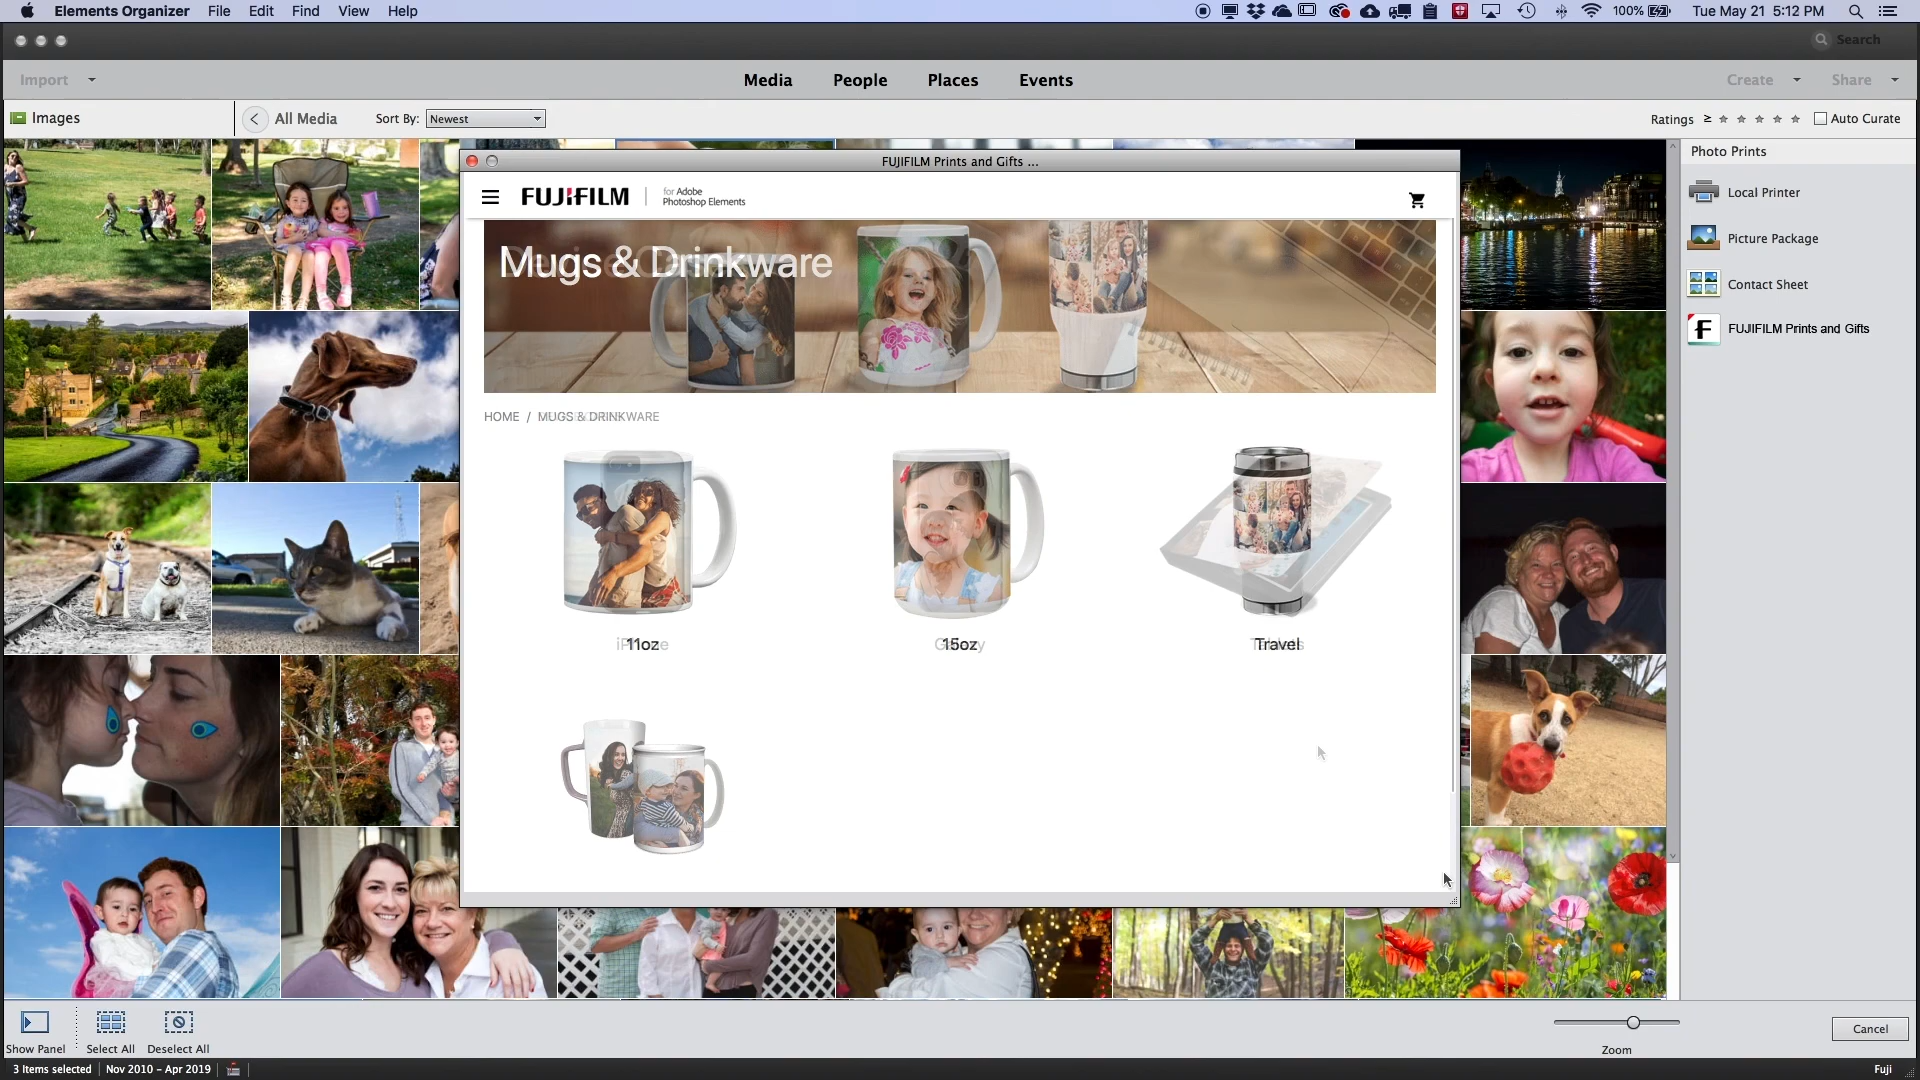 Elements Organizer File Edit Find View Help
100% Tue May 21 5:12 PM
Search
Import Media People Places Events Create Share
Images All Media Sort By: Newest Ratings ≥ Auto Curate
FUJIFILM Prints and Gifts ...
FUJIFILM
for Adobe
Photoshop Elements
Mugs & Drinkware
HOME / MUGS & DRINKWARE
11oz
15oz
Travel
Photo Prints
Local Printer
Picture Package
Contact Sheet
FUJIFILM Prints and Gifts
Show Panel Select All Deselect All Zoom Cancel
3 Items selected Nov 2010 - Apr 2019 Fuji